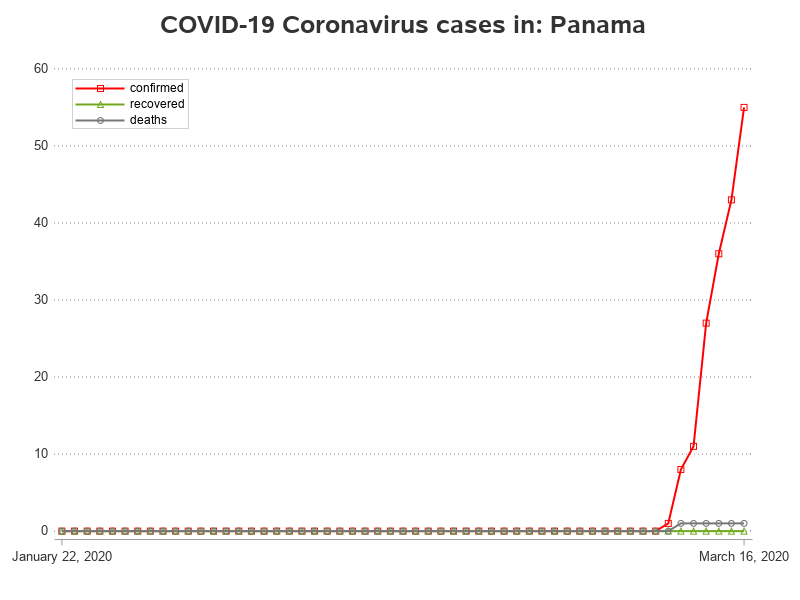 COVID-19 Coronavirus cases in: Panama
60
confirmed
recovered
deaths
50
40
30
20
10
0
January 22, 2020
March 16, 2020